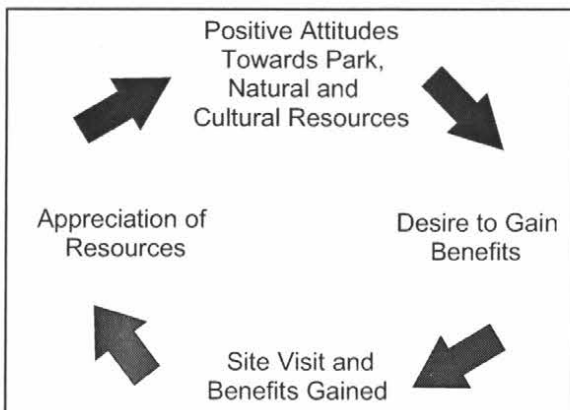 Positive Attitudes
Towards Park,
Natural and
Cultural Resources
Desire to Gain
Benefits
Site Visit and
Benefits Gained
Appreciation of
Resources